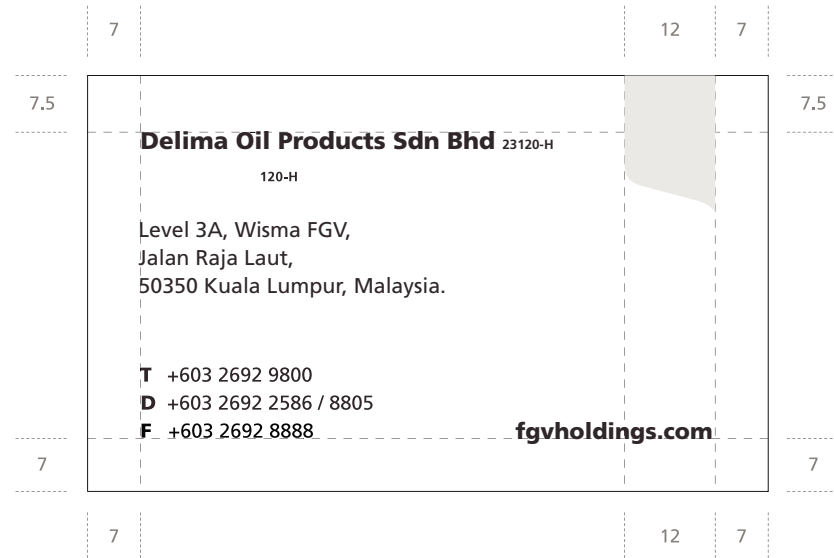 7 12 7
7.5 7.5
Delima Oil Products Sdn Bhd 23120-H
120-H
Level 3A, Wisma FGV,
Jalan Raja Laut,
50350 Kuala Lumpur, Malaysia.
T +603 2692 9800
D +603 2692 2586 / 8805
F +603 2692 8888 fgvholdings.com
7 7
7 12 7